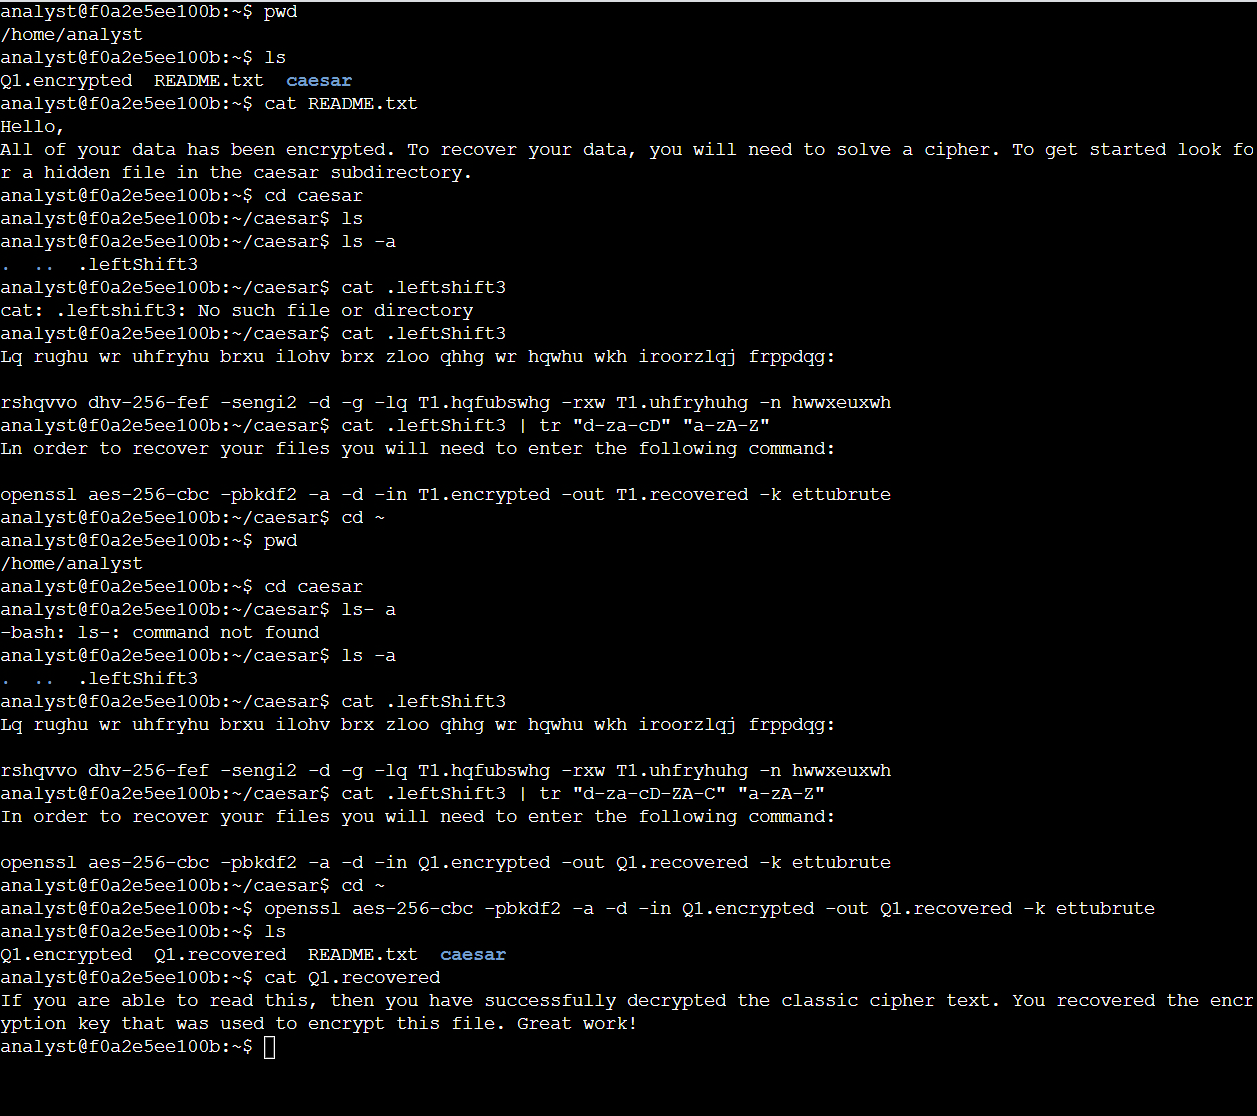 analyst@f0a2e5ee100b:~$ pwd
/home/analyst
analyst@f0a2e5ee100b:~$ ls
Q1.encrypted  README.txt  caesar
analyst@f0a2e5ee100b:~$ cat README.txt
Hello,
All of your data has been encrypted. To recover your data, you will need to solve a cipher. To get started look fo
r a hidden file in the caesar subdirectory.
analyst@f0a2e5ee100b:~$ cd caesar
analyst@f0a2e5ee100b:~/caesar$ ls
analyst@f0a2e5ee100b:~/caesar$ ls -a
.  ..  .leftShift3
analyst@f0a2e5ee100b:~/caesar$ cat .leftshift3
cat: .leftshift3: No such file or directory
analyst@f0a2e5ee100b:~/caesar$ cat .leftShift3
Lq rughu wr uhfryhu brxu ilohv brx zloo qhhg wr hqwhu wkh iroorzlqj frppdqg:

rshqvvo dhv-256-fef -sengi2 -d -g -lq T1.hqfubswhg -rxw T1.uhfryhuhg -n hwwxeuxwh
analyst@f0a2e5ee100b:~/caesar$ cat .leftShift3 | tr "d-za-cD" "a-zA-Z"
Ln order to recover your files you will need to enter the following command:

openssl aes-256-cbc -pbkdf2 -a -d -in T1.encrypted -out T1.recovered -k ettubrute
analyst@f0a2e5ee100b:~/caesar$ cd ~
analyst@f0a2e5ee100b:~$ pwd
/home/analyst
analyst@f0a2e5ee100b:~$ cd caesar
analyst@f0a2e5ee100b:~/caesar$ ls- a
-bash: ls-: command not found
analyst@f0a2e5ee100b:~/caesar$ ls -a
.  ..  .leftShift3
analyst@f0a2e5ee100b:~/caesar$ cat .leftShift3
Lq rughu wr uhfryhu brxu ilohv brx zloo qhhg wr hqwhu wkh iroorzlqj frppdqg:

rshqvvo dhv-256-fef -sengi2 -d -g -lq T1.hqfubswhg -rxw T1.uhfryhuhg -n hwwxeuxwh
analyst@f0a2e5ee100b:~/caesar$ cat .leftShift3 | tr "d-za-cD-ZA-C" "a-zA-Z"
In order to recover your files you will need to enter the following command:

openssl aes-256-cbc -pbkdf2 -a -d -in Q1.encrypted -out Q1.recovered -k ettubrute
analyst@f0a2e5ee100b:~/caesar$ cd ~
analyst@f0a2e5ee100b:~$ openssl aes-256-cbc -pbkdf2 -a -d -in Q1.encrypted -out Q1.recovered -k ettubrute
analyst@f0a2e5ee100b:~$ ls
Q1.encrypted  Q1.recovered  README.txt  caesar
analyst@f0a2e5ee100b:~$ cat Q1.recovered
If you are able to read this, then you have successfully decrypted the classic cipher text. You recovered the encr
yption key that was used to encrypt this file. Great work!
analyst@f0a2e5ee100b:~$